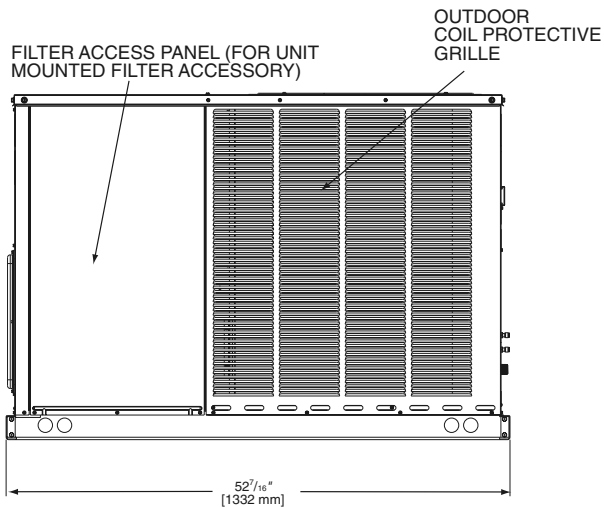 OUTDOOR
COIL PROTECTIVE
GRILLE
FILTER ACCESS PANEL (FOR UNIT
MOUNTED FILTER ACCESSORY)
52⁷⁄₁₆"
[1332 mm]